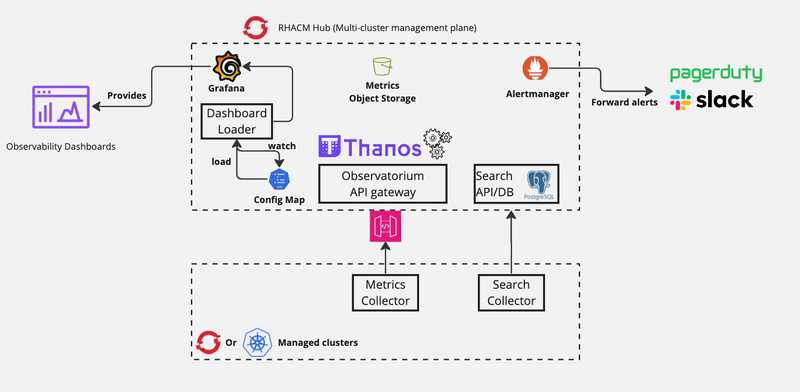 RHACM Hub (Multi-cluster management plane)
Grafana
Metrics
Object Storage
Alertmanager
pagerduty
slack
Forward alerts
Provides
Observability Dashboards
Dashboard
Loader
watch
load
Config Map
Thanos
Observatorium
API gateway
Search
API/DB
PostgreSQL
Metrics
Collector
Search
Collector
Or
Managed clusters